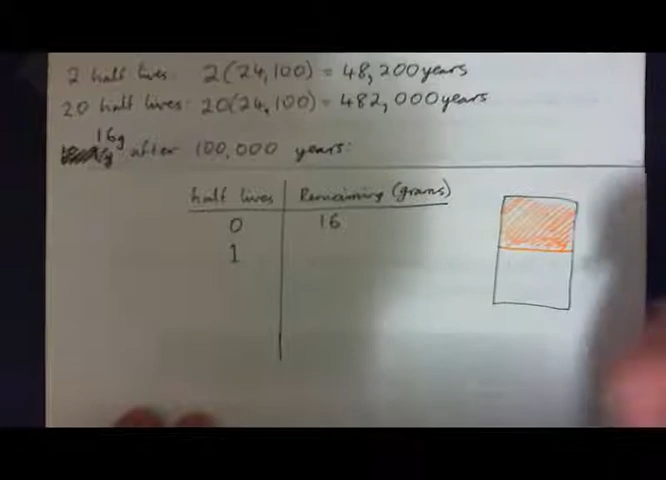 2 half lives: 2(24,100) = 48,200 years
20 half lives: 20(24,100) = 482,000 years
16g
after 100,000 years:
half lives Remaining (grams)
0 16
1